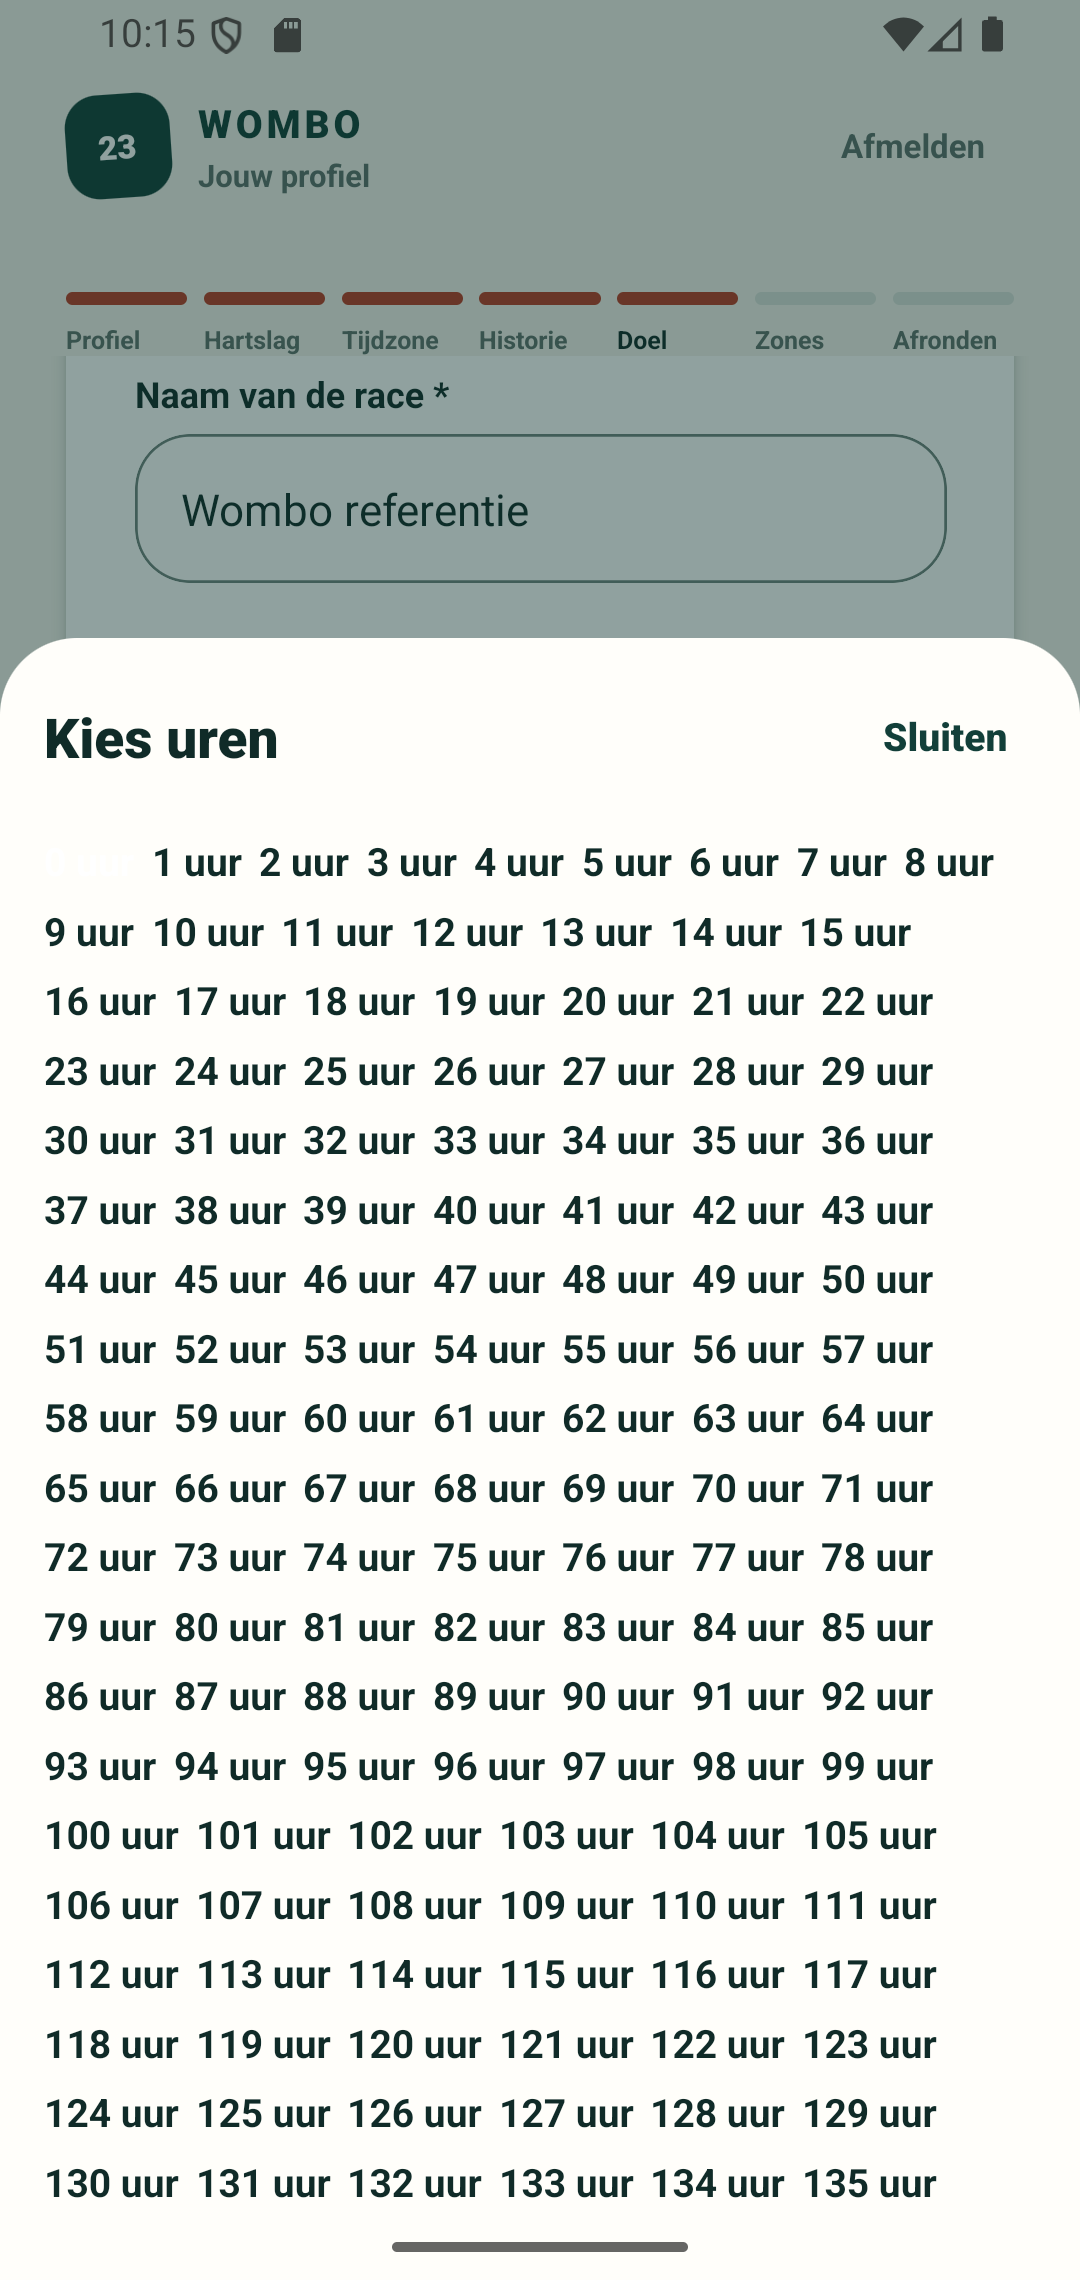 10:15
23
WOMBO
Jouw profiel
Afmelden
Profiel Hartslag Tijdzone Historie Doel Zones Afronden
Naam van de race *
Wombo referentie
Kies uren
Sluiten
1 uur 2 uur 3 uur 4 uur 5 uur 6 uur 7 uur 8 uur
9 uur 10 uur 11 uur 12 uur 13 uur 14 uur 15 uur
16 uur 17 uur 18 uur 19 uur 20 uur 21 uur 22 uur
23 uur 24 uur 25 uur 26 uur 27 uur 28 uur 29 uur
30 uur 31 uur 32 uur 33 uur 34 uur 35 uur 36 uur
37 uur 38 uur 39 uur 40 uur 41 uur 42 uur 43 uur
44 uur 45 uur 46 uur 47 uur 48 uur 49 uur 50 uur
51 uur 52 uur 53 uur 54 uur 55 uur 56 uur 57 uur
58 uur 59 uur 60 uur 61 uur 62 uur 63 uur 64 uur
65 uur 66 uur 67 uur 68 uur 69 uur 70 uur 71 uur
72 uur 73 uur 74 uur 75 uur 76 uur 77 uur 78 uur
79 uur 80 uur 81 uur 82 uur 83 uur 84 uur 85 uur
86 uur 87 uur 88 uur 89 uur 90 uur 91 uur 92 uur
93 uur 94 uur 95 uur 96 uur 97 uur 98 uur 99 uur
100 uur 101 uur 102 uur 103 uur 104 uur 105 uur
106 uur 107 uur 108 uur 109 uur 110 uur 111 uur
112 uur 113 uur 114 uur 115 uur 116 uur 117 uur
118 uur 119 uur 120 uur 121 uur 122 uur 123 uur
124 uur 125 uur 126 uur 127 uur 128 uur 129 uur
130 uur 131 uur 132 uur 133 uur 134 uur 135 uur